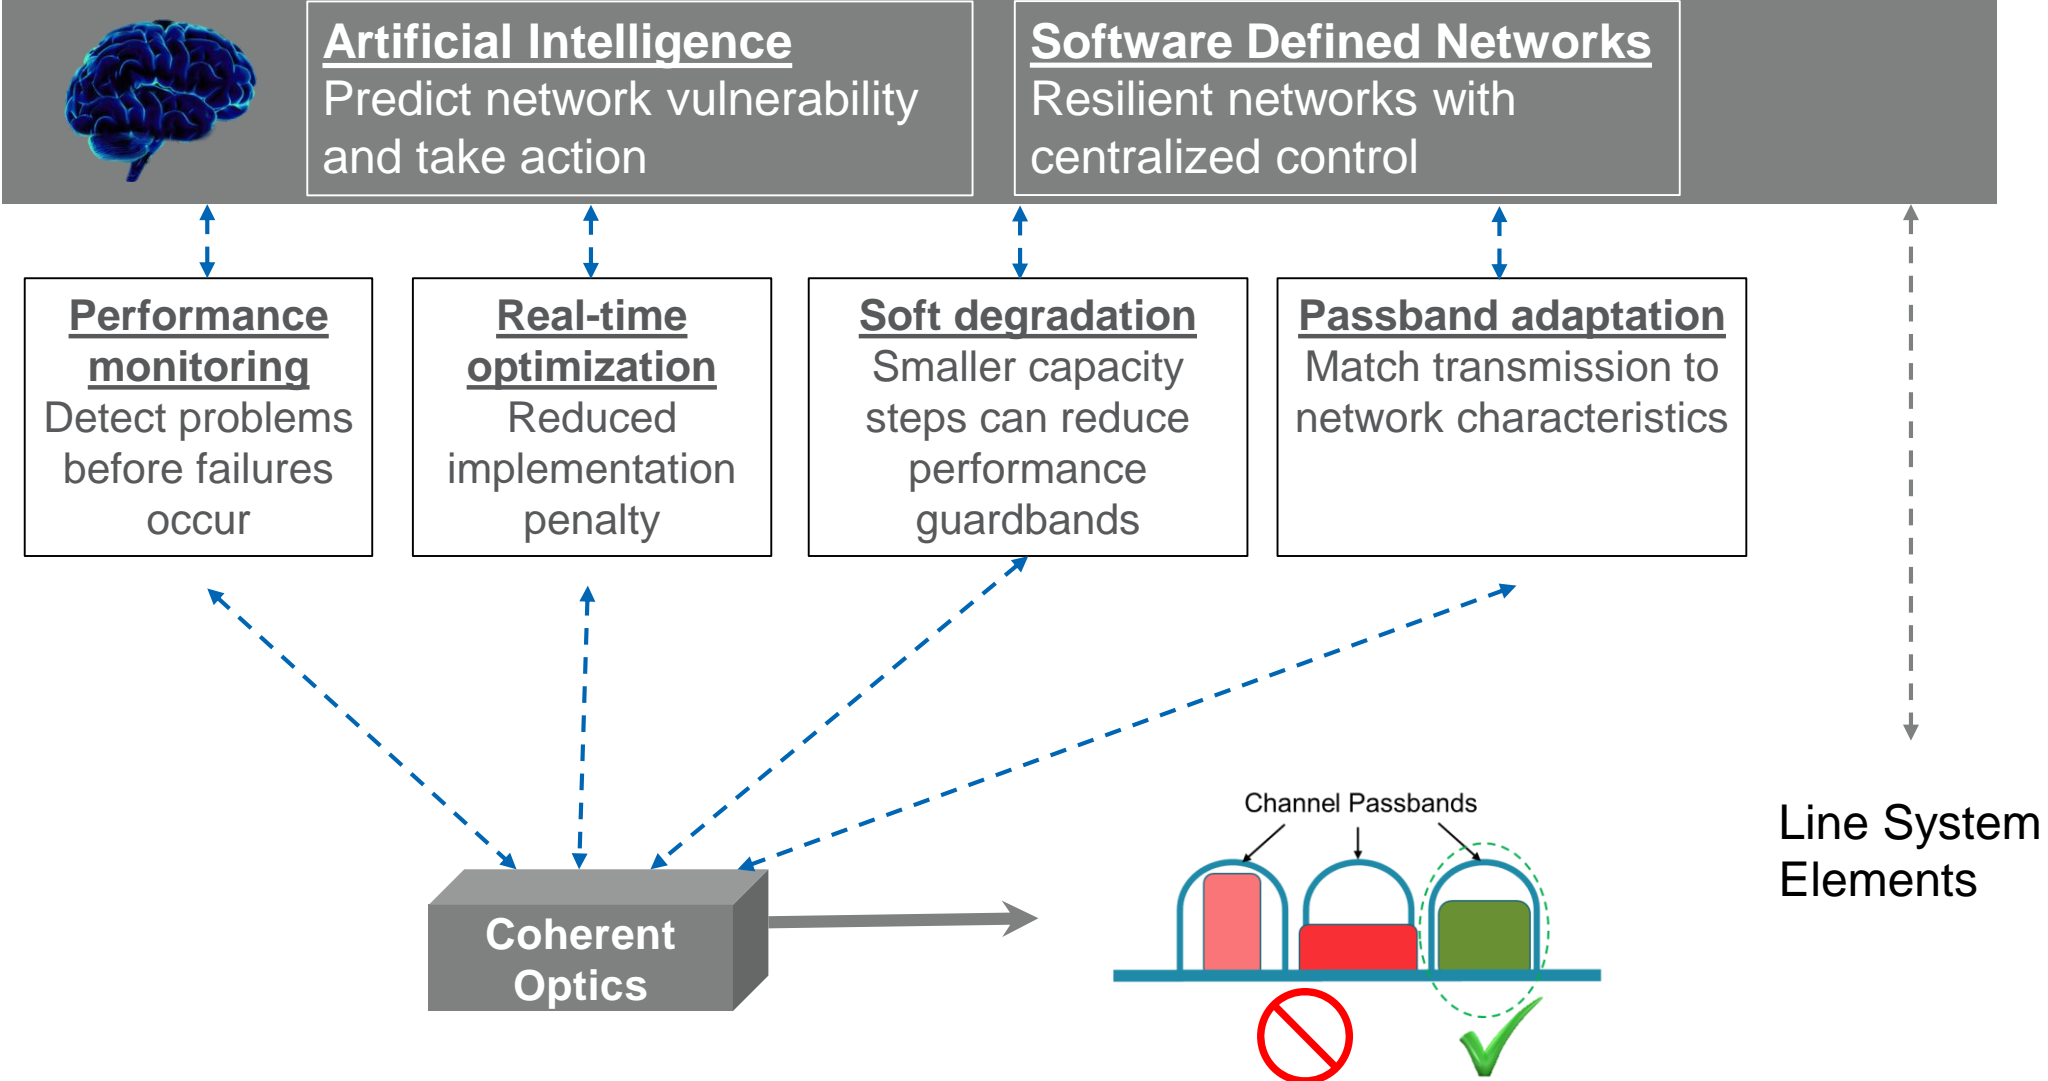 Artificial Intelligence
Predict network vulnerability
and take action
Software Defined Networks
Resilient networks with
centralized control
Performance
monitoring
Detect problems
before failures
occur
Real-time
optimization
Reduced
implementation
penalty
Soft degradation
Smaller capacity
steps can reduce
performance
guardbands
Passband adaptation
Match transmission to
network characteristics
Channel Passbands
Line System
Elements
Coherent
Optics